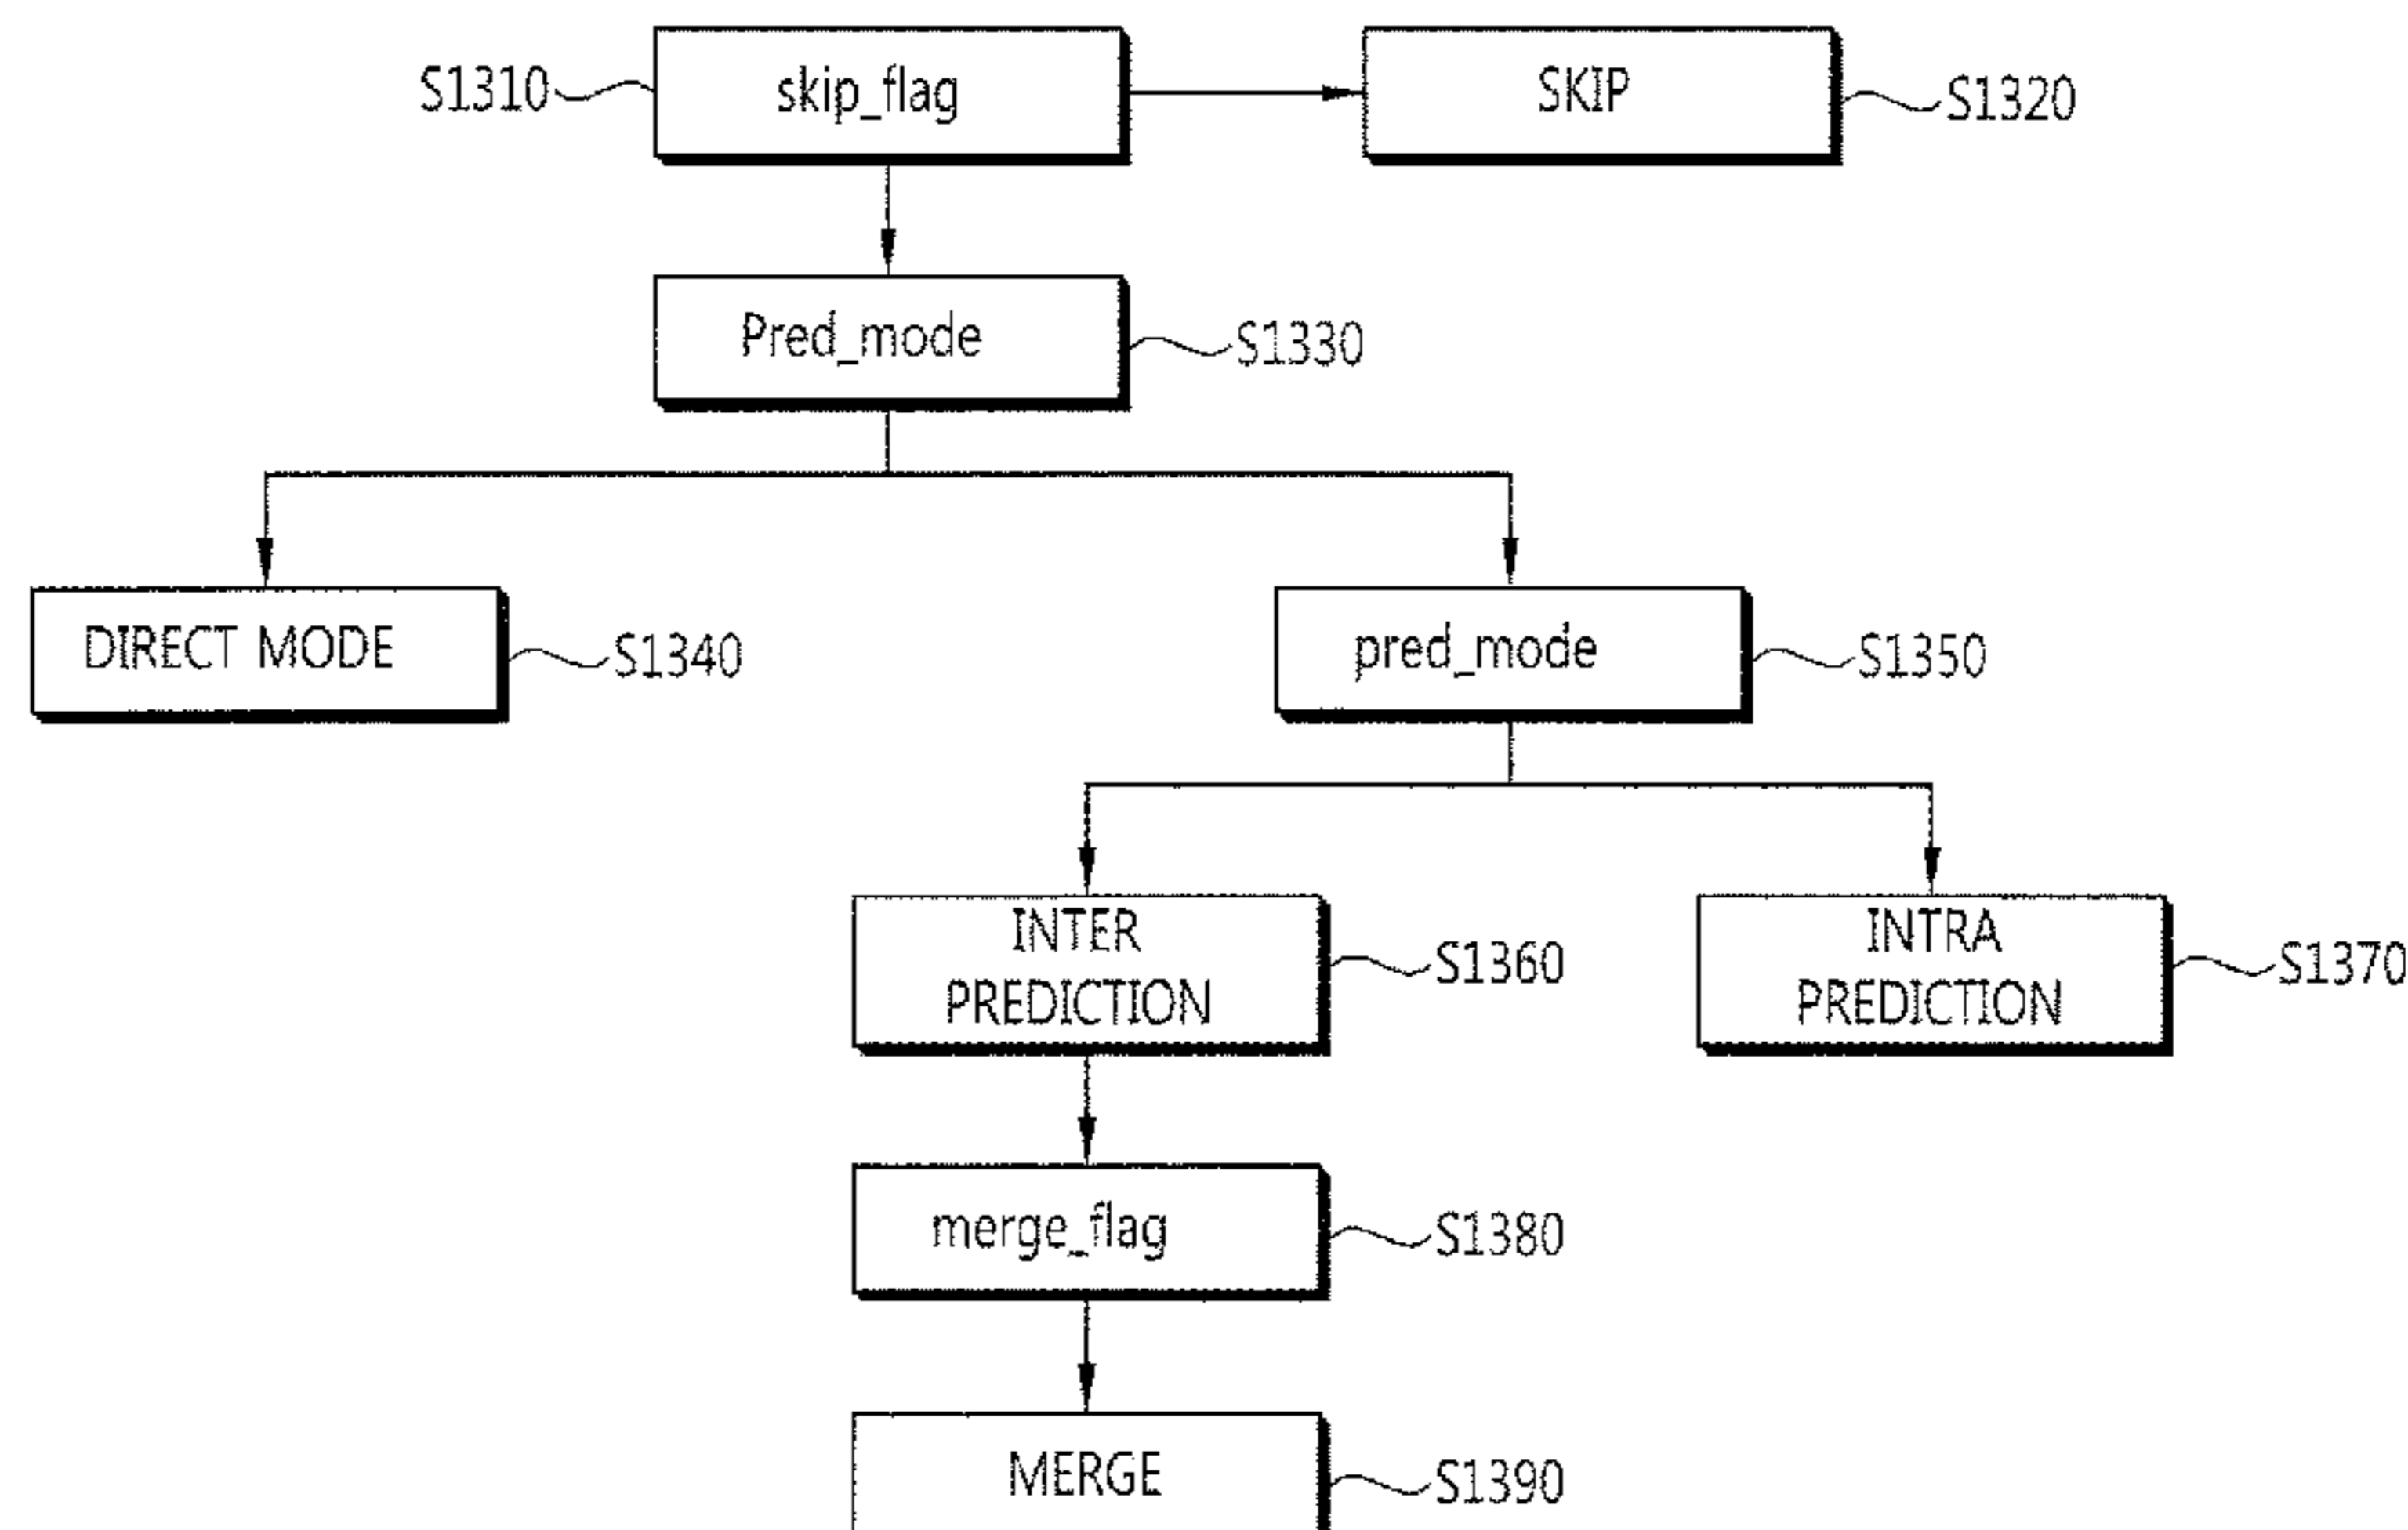 S1310
skip_flag
SKIP
S1320
Pred_mode
S1330
DIRECT MODE
S1340
pred_mode
S1350
INTER
PREDICTION
S1360
INTRA
PREDICTION
S1370
merge_flag
S1380
MERGE
S1390